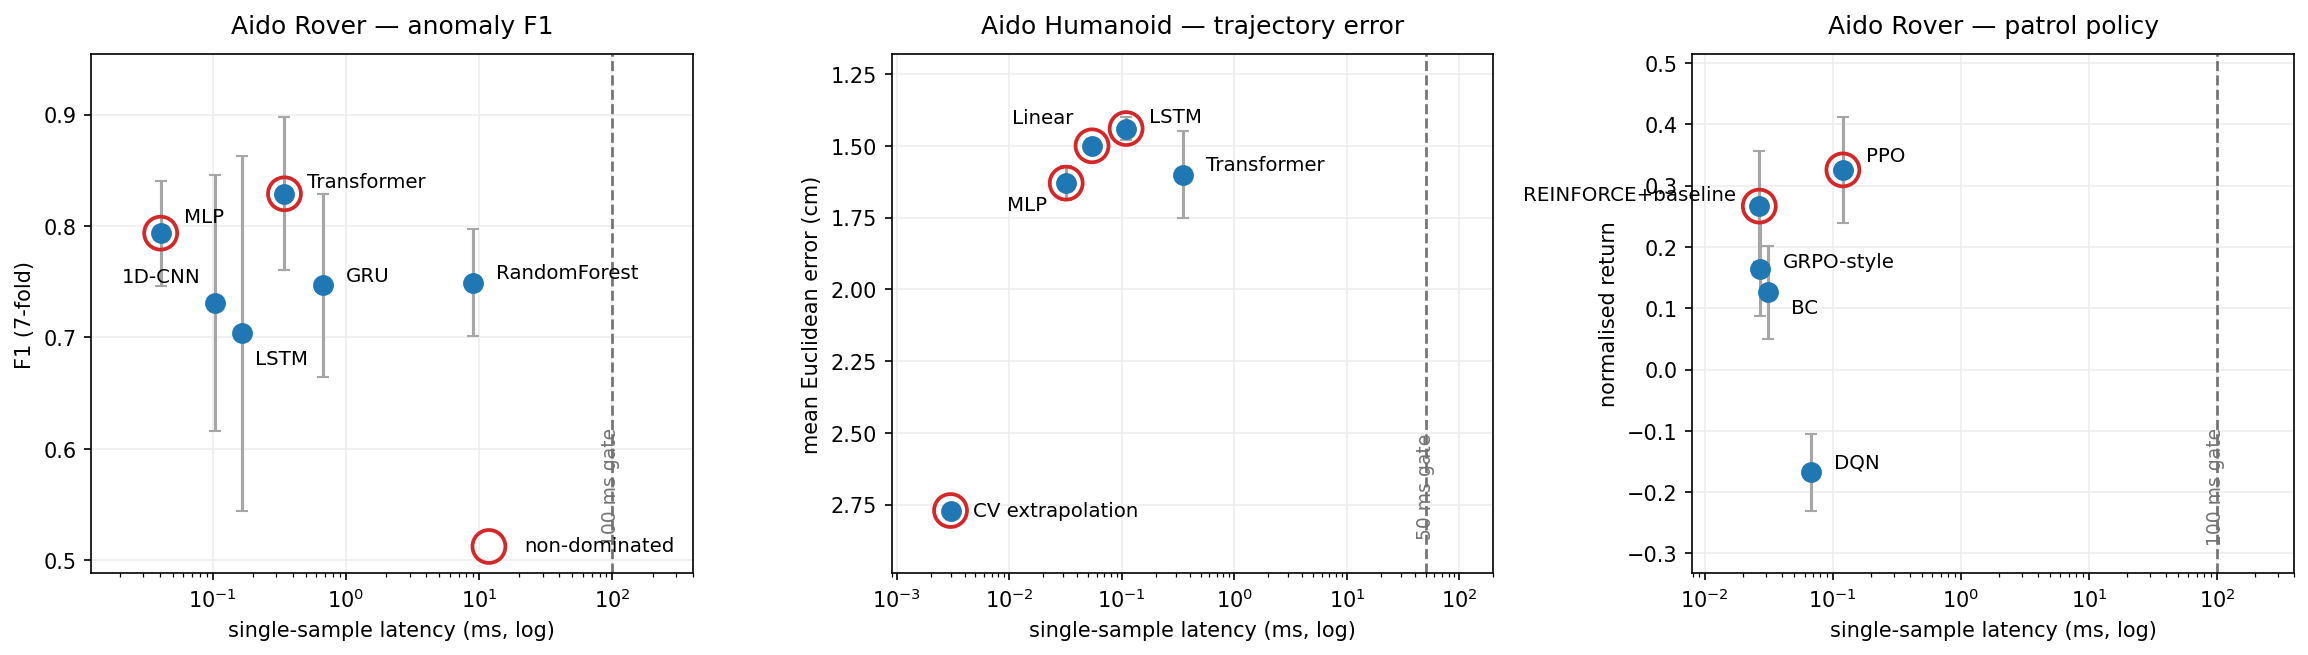 Aido Rover — anomaly F1
F1 (7-fold)
0.9
0.8
0.7
0.6
0.5
Transformer
MLP
1D-CNN
GRU
RandomForest
LSTM
100 ms gate
non-dominated
10⁻¹
10⁰
10¹
10²
single-sample latency (ms, log)
Aido Humanoid — trajectory error
mean Euclidean error (cm)
1.25
1.50
1.75
2.00
2.25
2.50
2.75
Linear
LSTM
Transformer
MLP
CV extrapolation
50 ms gate
10⁻³
10⁻²
10⁻¹
10⁰
10¹
10²
single-sample latency (ms, log)
Aido Rover — patrol policy
normalised return
0.5
0.4
0.3
0.2
0.1
0.0
−0.1
−0.2
−0.3
PPO
REINFORCE+baseline
GRPO-style
BC
DQN
100 ms gate
10⁻²
10⁻¹
10⁰
10¹
10²
single-sample latency (ms, log)